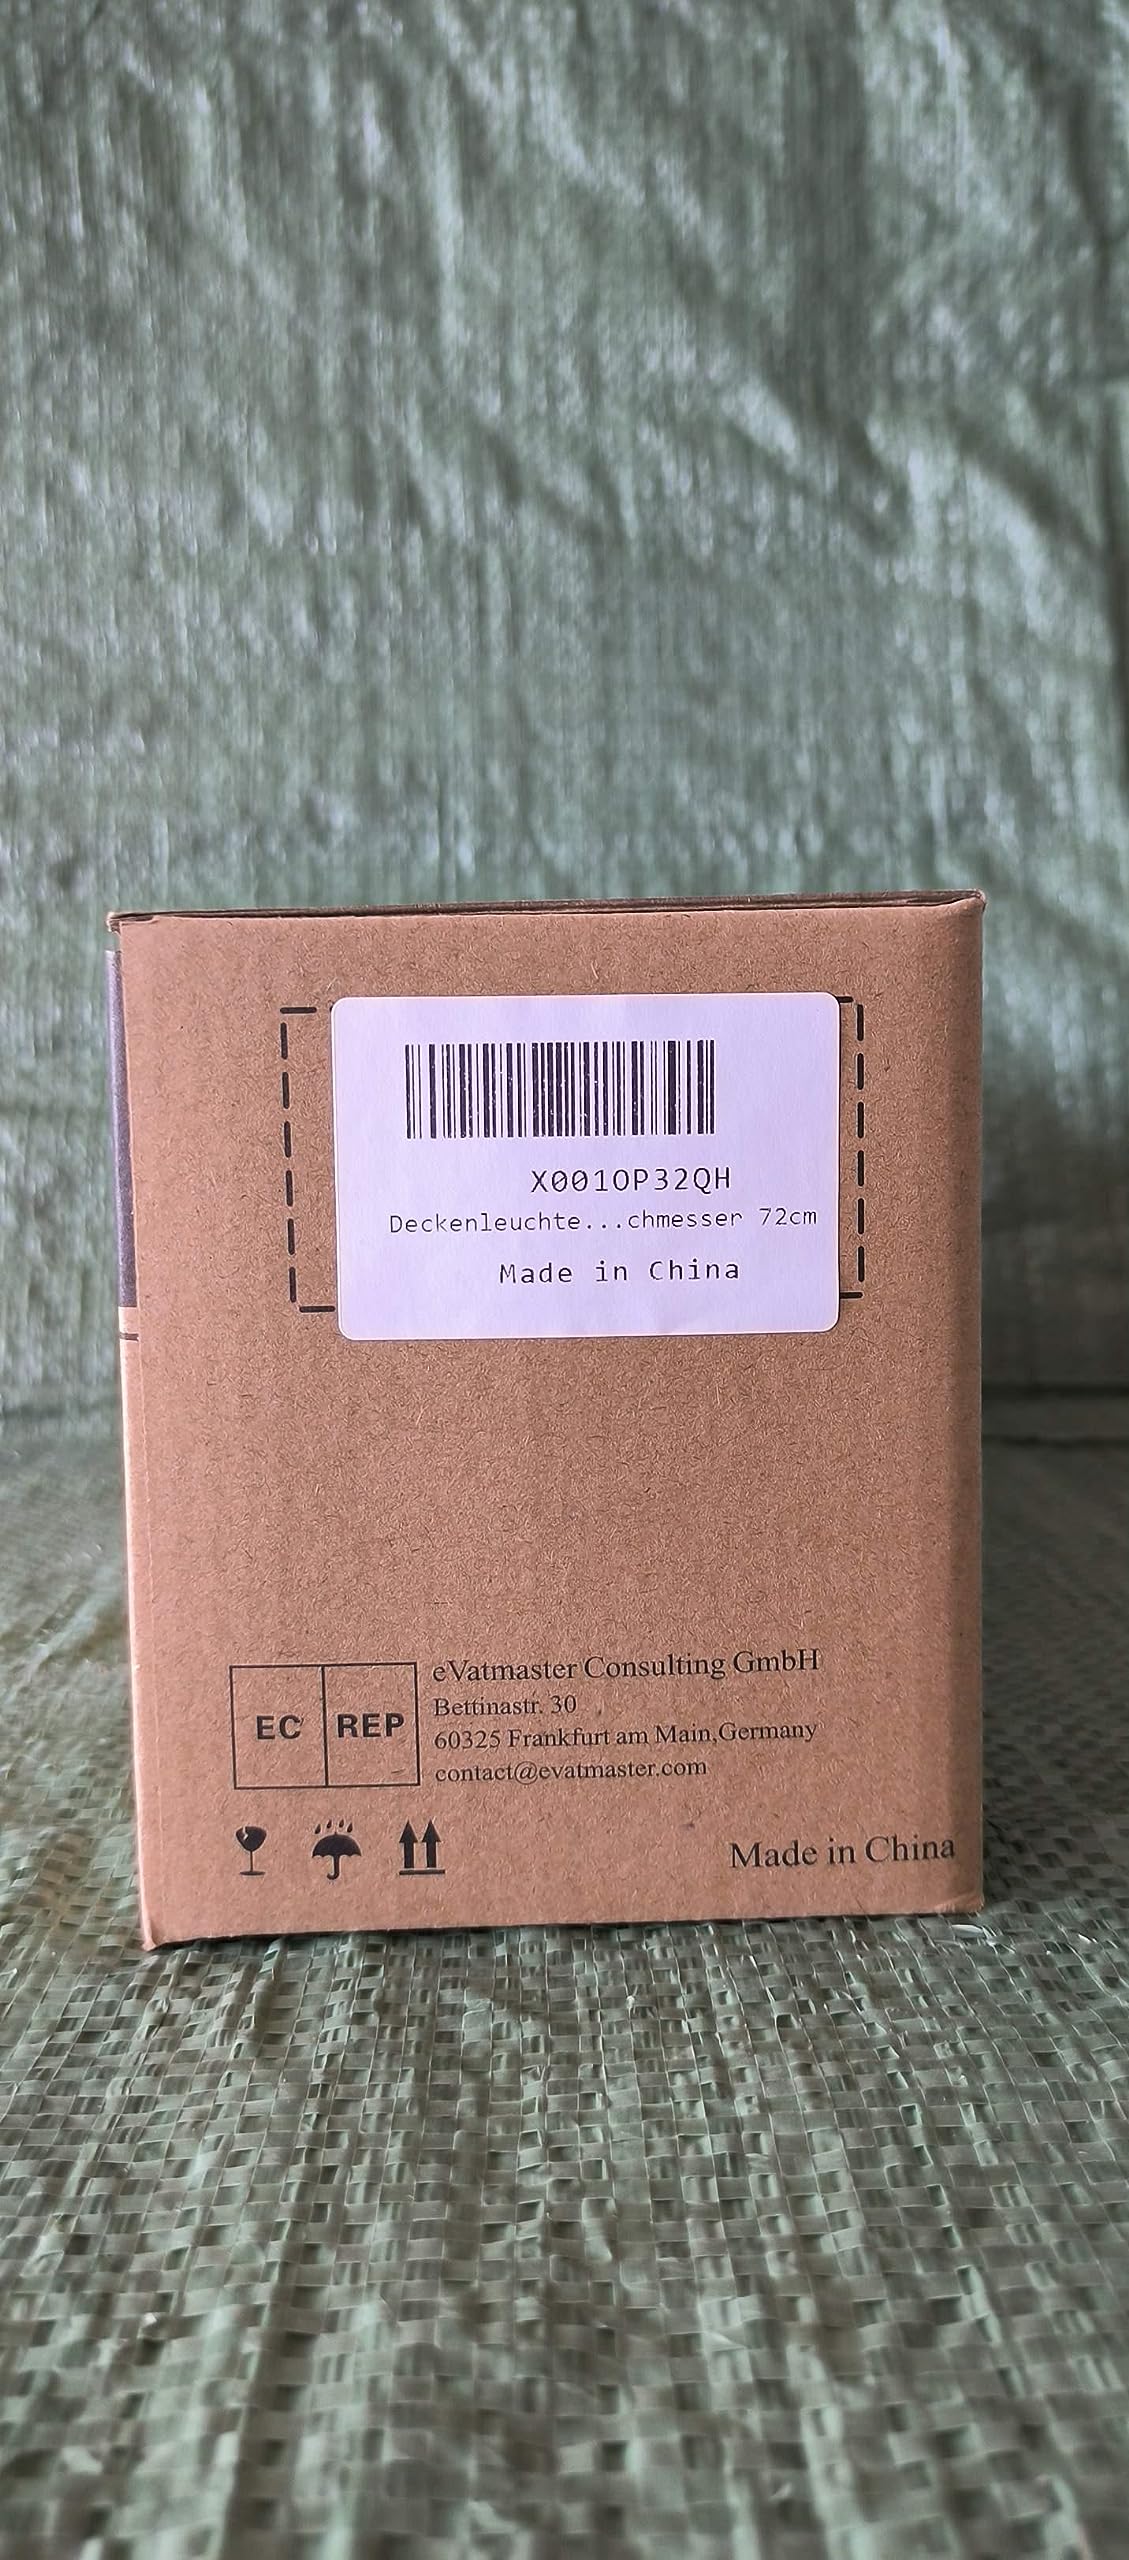 X001OP32QH
Deckenleuchte...chmesser 72cm
Made in China
EC REP
eVatmaster Consulting GmbH
Bettinastr. 30
60325 Frankfurt am Main,Germany
contact@evatmaster.com
Made in China